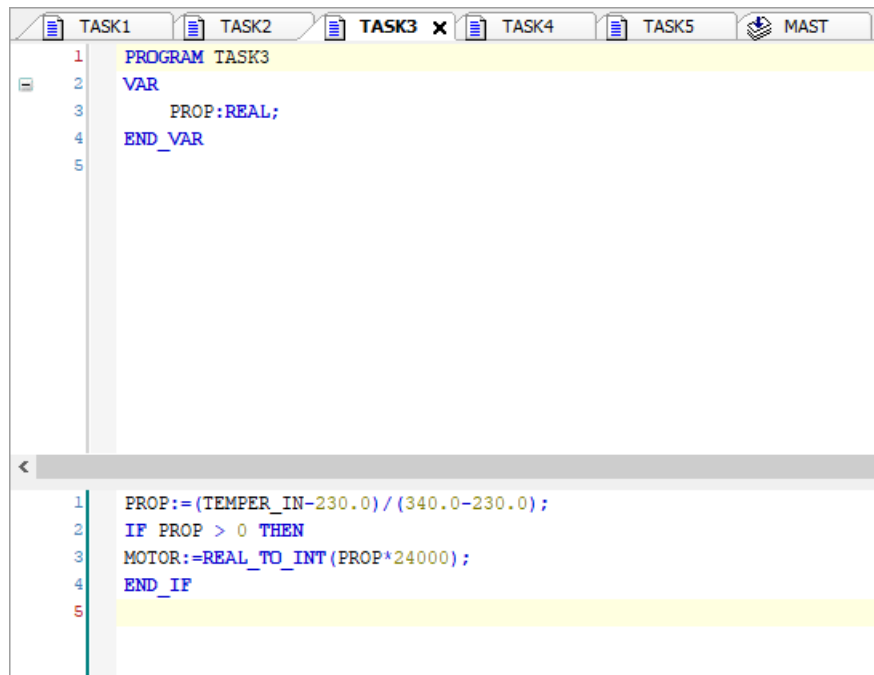 TASK1 TASK2 TASK3 TASK4 TASK5 MAST
1 PROGRAM TASK3
2 VAR
3 PROP:REAL;
4 END_VAR
5
1 PROP:=(TEMPER_IN-230.0)/(340.0-230.0);
2 IF PROP > 0 THEN
3 MOTOR:=REAL_TO_INT(PROP*24000);
4 END_IF
5